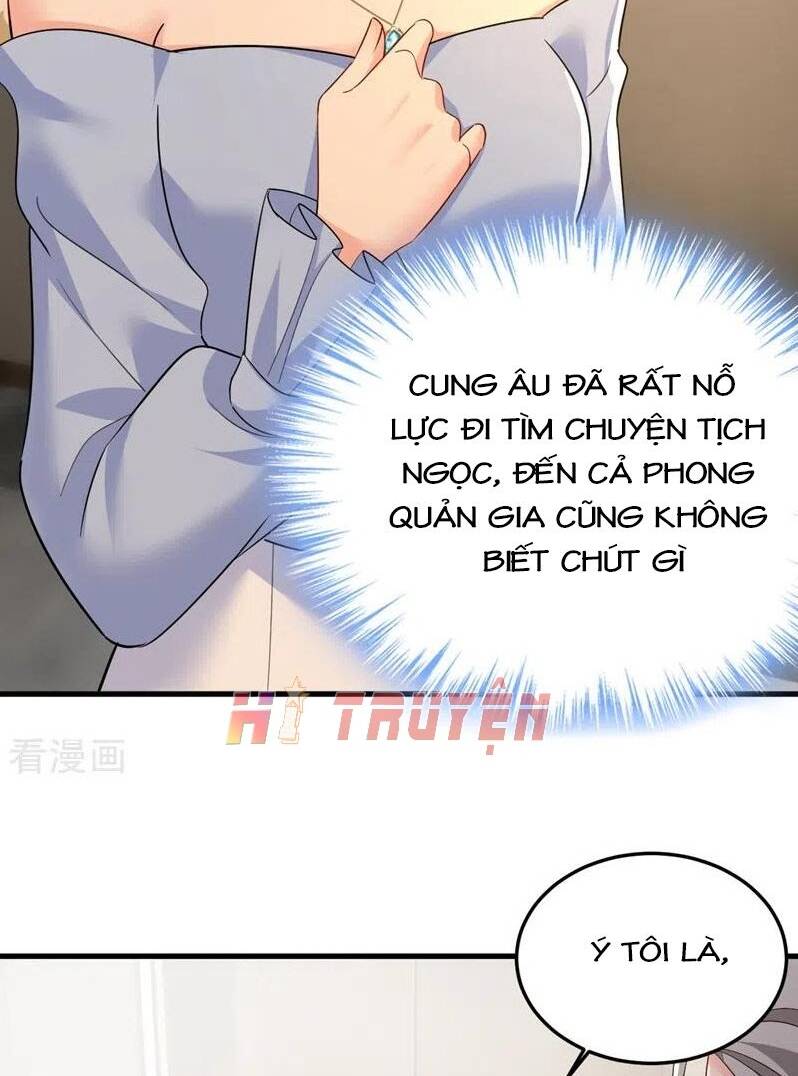 CUNG ÂU ĐÃ RẤT NỖ
LỰC ĐI TÌM CHUYỆN TỊCH
NGỌC, ĐẾN CẢ PHONG
QUẢN GIA CŨNG KHÔNG
BIẾT CHÚT GÌ
HI TRUYỆN
看漫画
Ý TÔI LÀ,